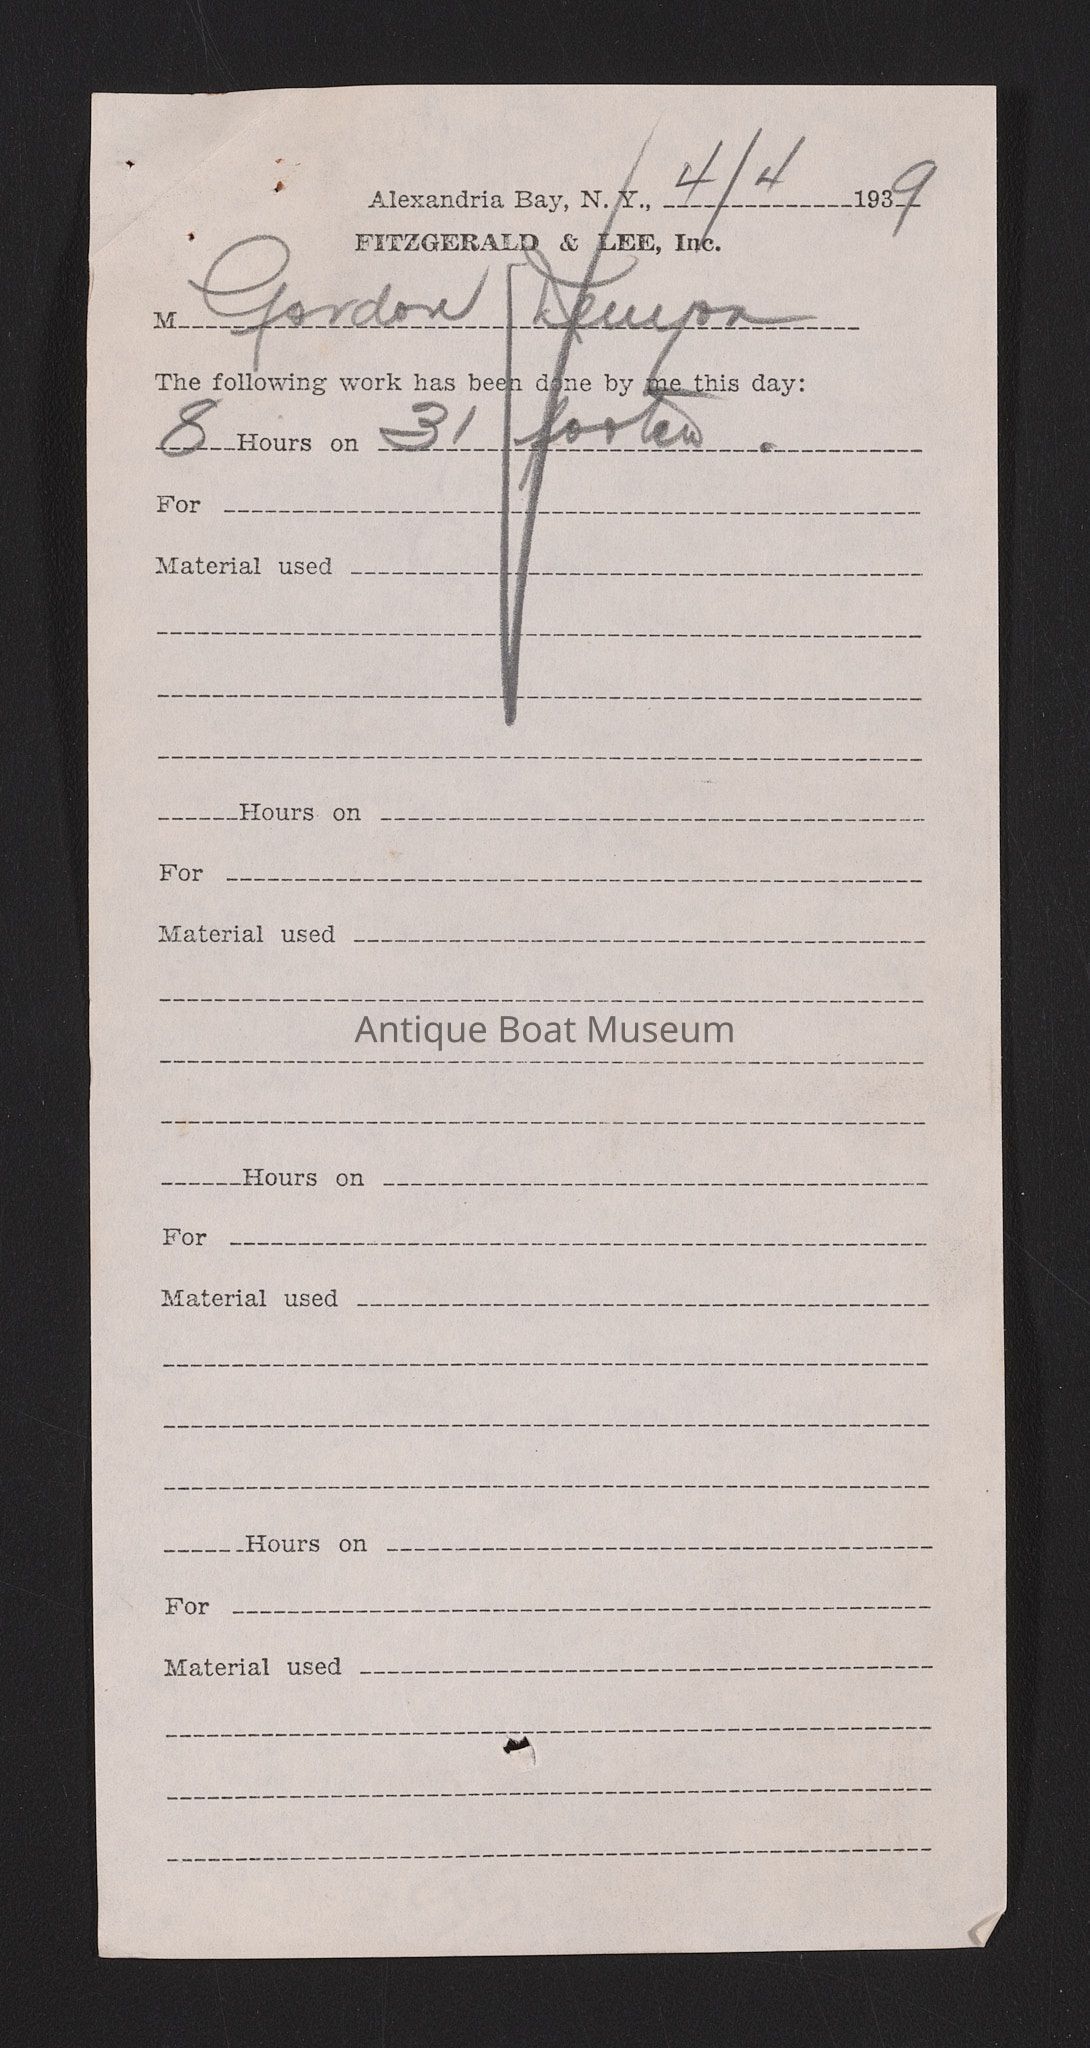 Alexandria Bay, N. Y., 4/4 1939
FITZGERALD & LEE, Inc.
M Gordon Denyon
The following work has been done by me this day:
8 Hours on 31 footer.
For
Material used
Hours on
For
Material used
Antique Boat Museum
Hours on
For
Material used
Hours on
For
Material used